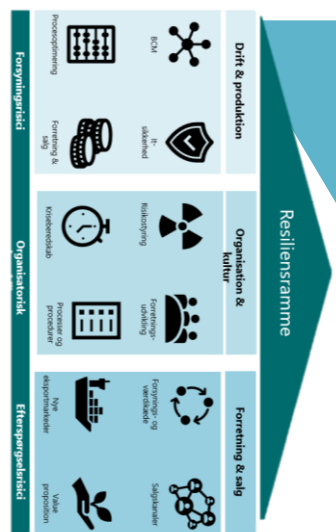 Resiliensramme
Drift & produktion
BCM
It-
sikkerhed
Procesoptimering
Forretning &
salg
Forsyningsrisici
Organisation &
kultur
Risikostyring
Forretnings-
udvikling
Kriseberedskab
Processer og
procedurer
Organisatorisk
Forretning & salg
Forsynings- og
værdikæde
Salgskanaler
Nye
eksportmarkeder
Value
proposition
Efterspørgselsrisici